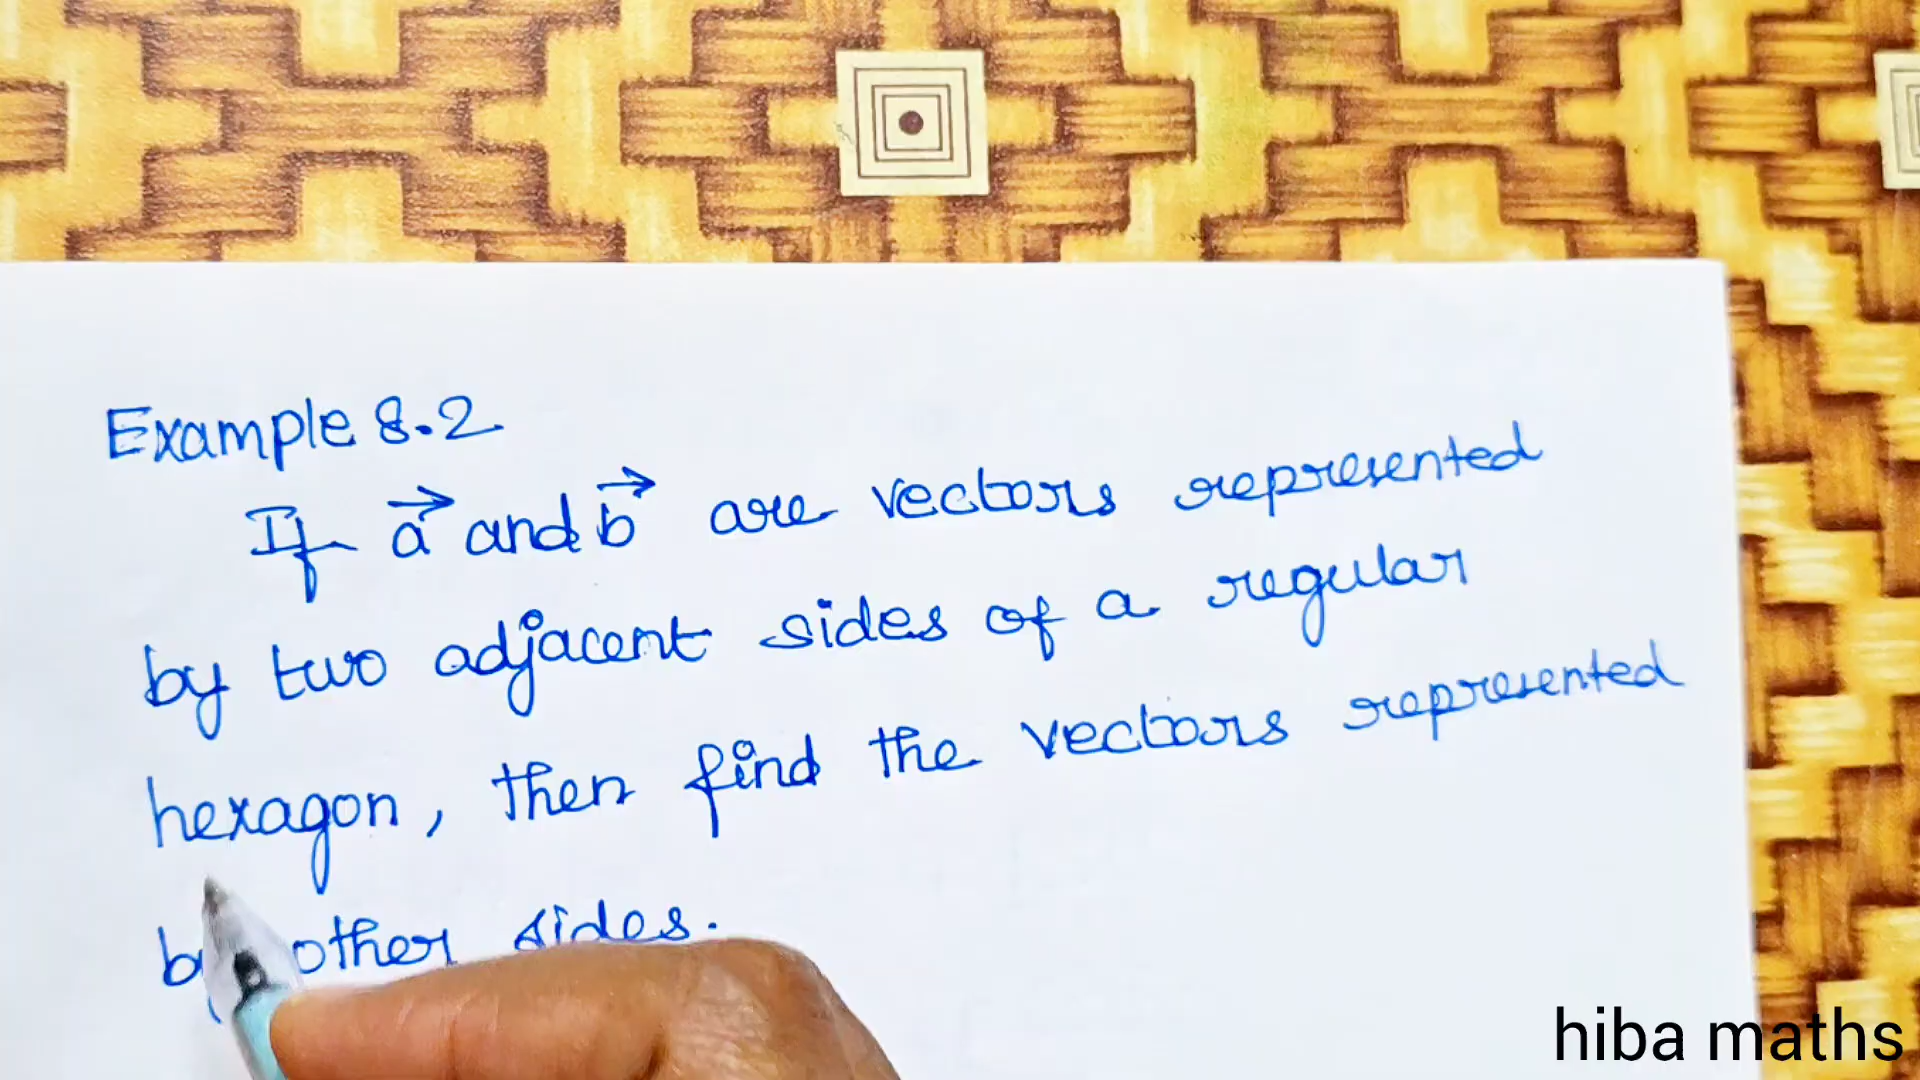 Example 8.2
If a⃗ and b⃗ are vectors represented
by two adjacent sides of a regular
hexagon, then find the vectors represented
by other sides.
hiba maths